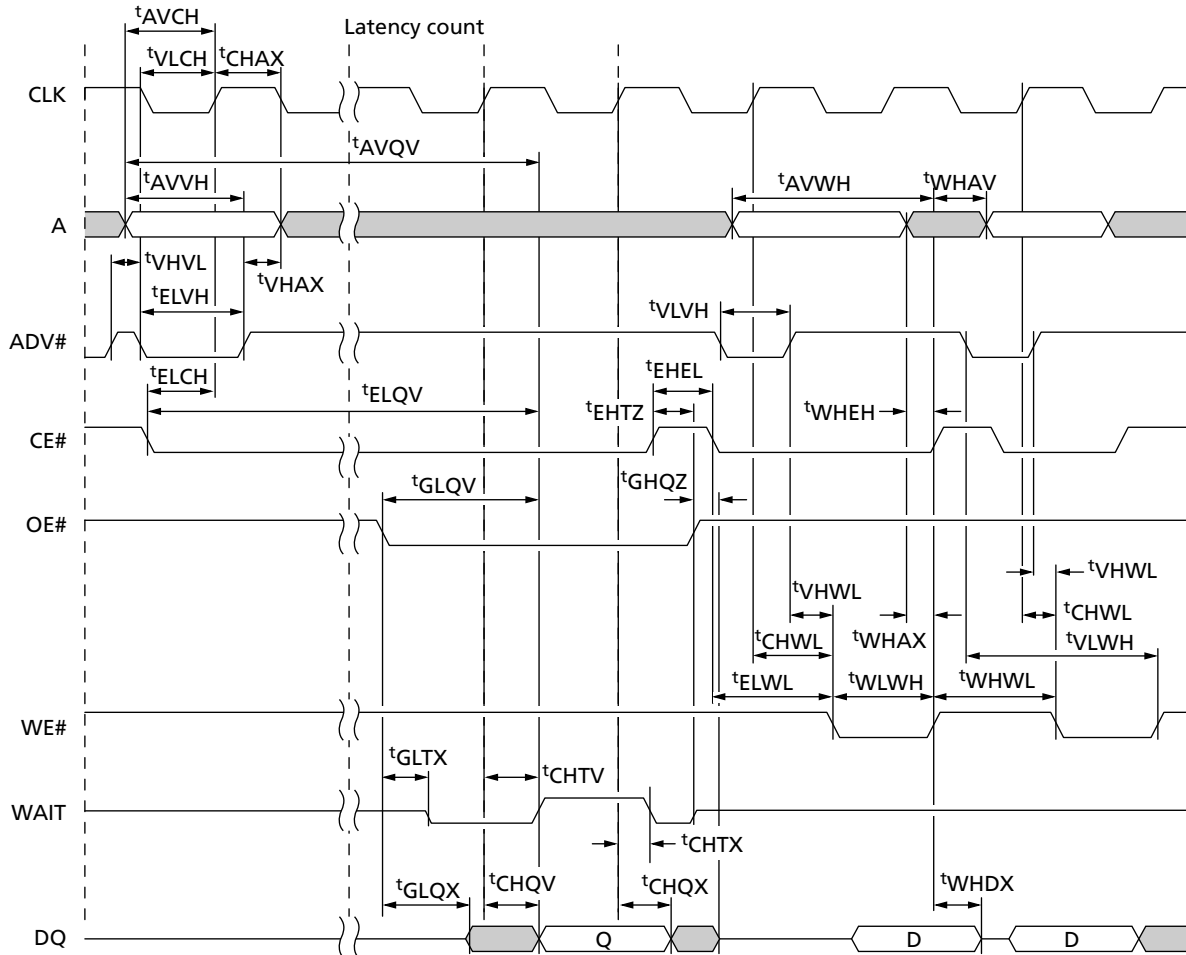 tAVCH
Latency count
tVLCH tCHAX
CLK
tAVQV
tAVVH
tAVWH tWHAV
A
tVHVL
tVHAX
tELVH
tVLVH
ADV#
tELCH
tEHEL
tELQV
tEHTZ
tWHEH
CE#
tGLQV
tGHQZ
OE#
tVHWL
tVHWL
tCHWL
tCHWL
tWHAX
tVLWH
tELWL tWLWH tWHWL
WE#
tGLTX
tCHTV
WAIT
tCHTX
tGLQX tCHQV tCHQX
tWHDX
DQ
Q D D